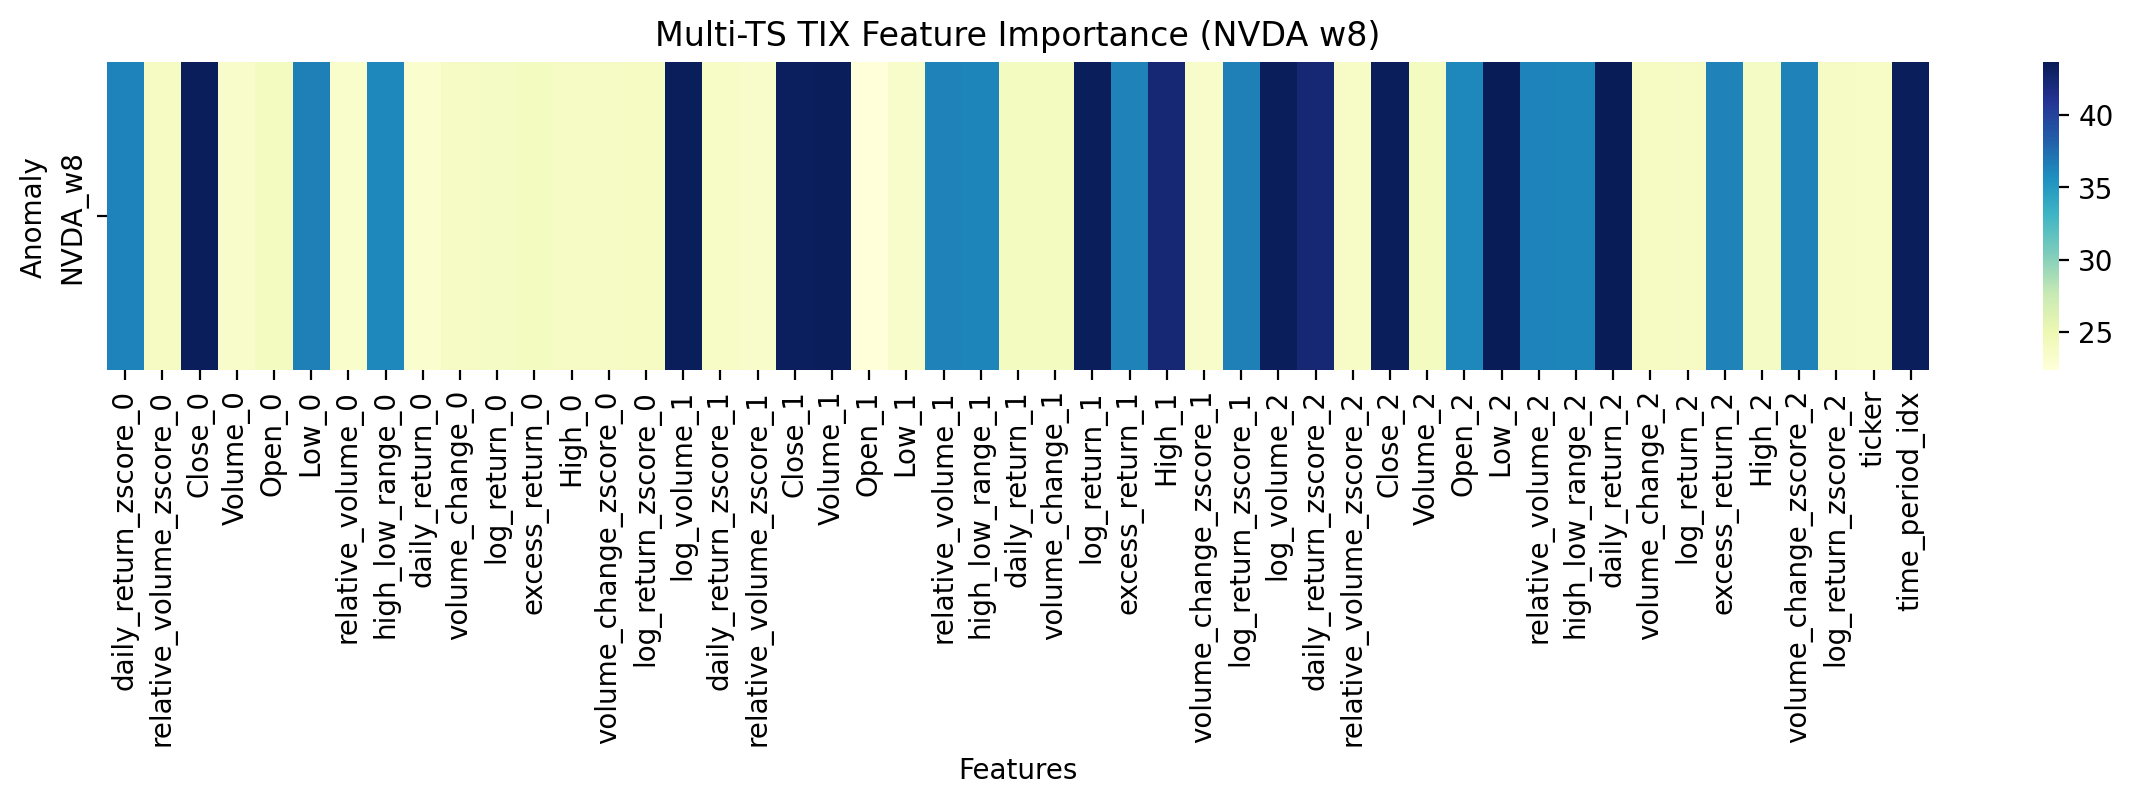 Multi-TS TIX Feature Importance (NVDA w8)
Anomaly
NVDA_w8
40
35
30
25
daily_return_zscore_0
relative_volume_zscore_0
Close_0
Volume_0
Open_0
Low_0
relative_volume_0
high_low_range_0
daily_return_0
volume_change_0
log_return_0
excess_return_0
High_0
volume_change_zscore_0
log_return_zscore_0
log_volume_1
daily_return_zscore_1
relative_volume_zscore_1
Close_1
Volume_1
Open_1
Low_1
relative_volume_1
high_low_range_1
daily_return_1
volume_change_1
log_return_1
excess_return_1
High_1
volume_change_zscore_1
log_return_zscore_1
log_volume_2
daily_return_zscore_2
relative_volume_zscore_2
Close_2
Volume_2
Open_2
Low_2
relative_volume_2
high_low_range_2
daily_return_2
volume_change_2
log_return_2
excess_return_2
High_2
volume_change_zscore_2
log_return_zscore_2
ticker
time_period_idx
Features